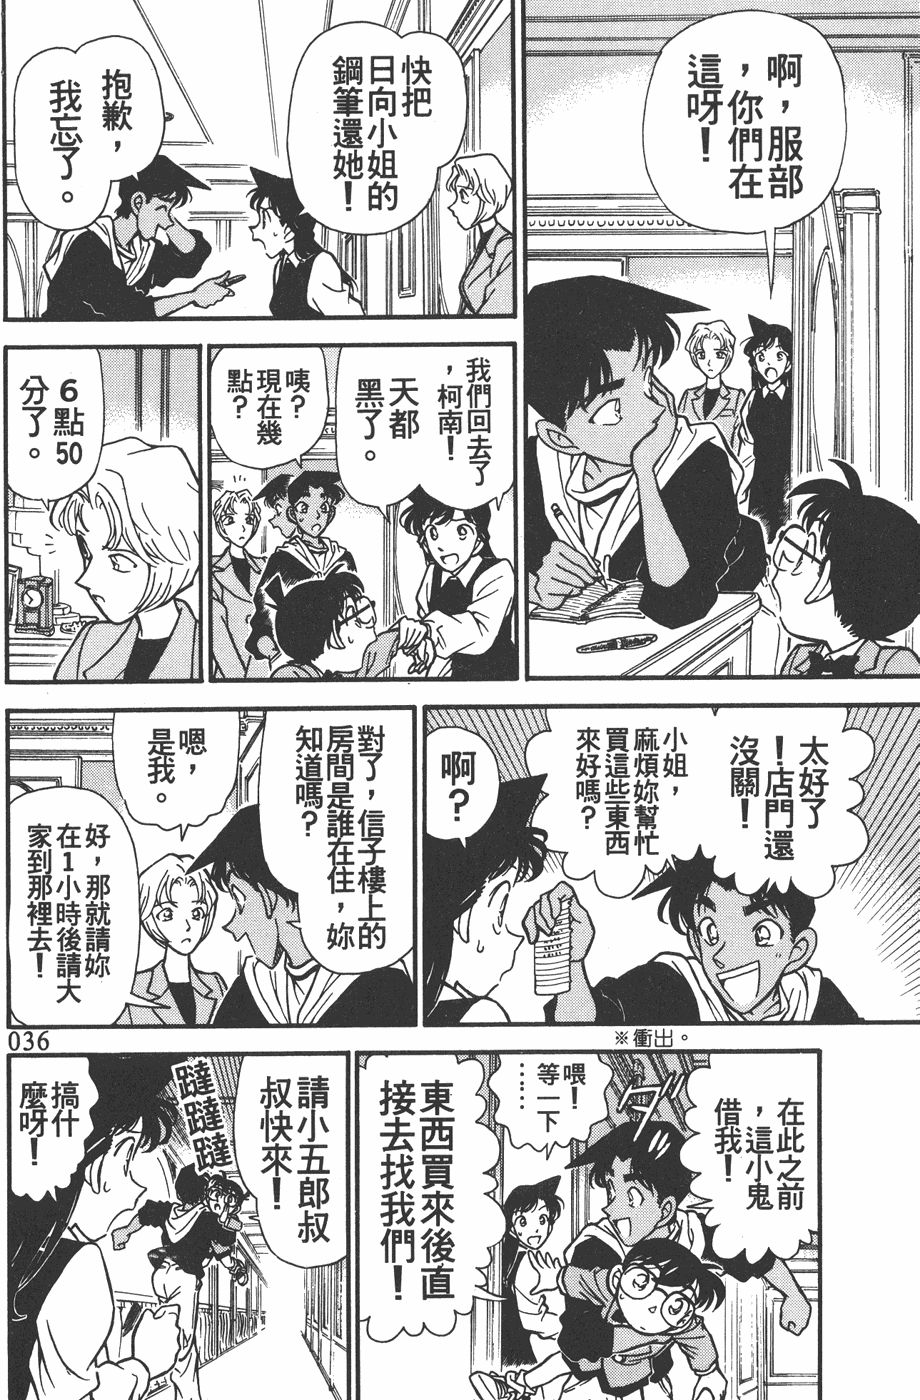 啊，服部
，你們在
這呀！
快把
日向小姐的
鋼筆還她！
抱歉，
我忘了。
我們回去了
，柯南！
天都
黑了。
咦？
現在幾
點？
6點50
分了。
太好了
！店門還
沒關！
小姐，
麻煩妳幫忙
買這些東西
來好嗎？
啊？
對了，信子樓上的
房間是誰在住，妳
知道嗎？
嗯，
是我。
好，那就請妳
在1小時後請大
家到那裡去！
036
※衝出。
在此之前
，這小鬼
借我！
ダッ
喂！
等一下
……
東西買來後直
接去找我們！
請小五郎叔
叔快來！
躂躂躂躂
搞什
麼呀！